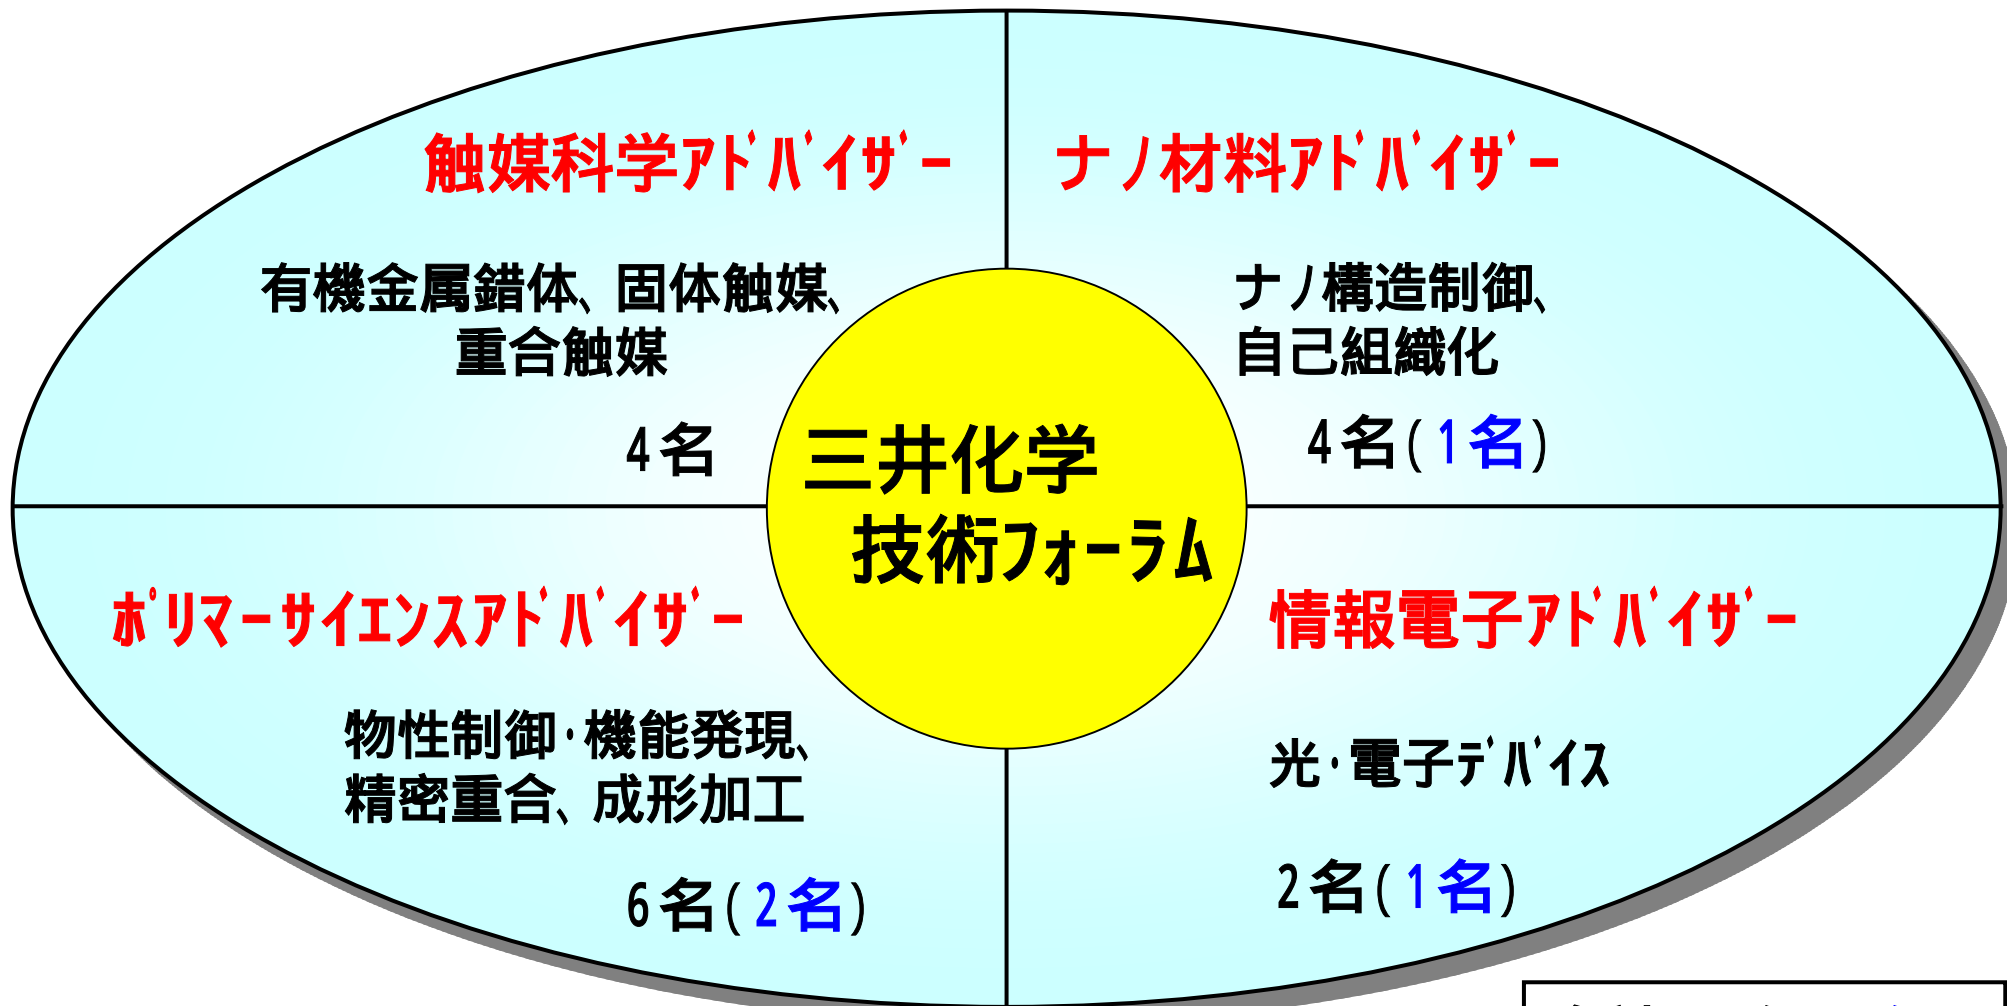 触媒科学ｱﾄﾞﾊﾞｲｻﾞｰ
有機金属錯体、固体触媒、
重合触媒
4名
ナノ材料ｱﾄﾞﾊﾞｲｻﾞｰ
ナノ構造制御、
自己組織化
4名(1名)
三井化学
技術ﾌｫｰﾗﾑ
ﾎﾟﾘﾏｰｻｲｴﾝｽｱﾄﾞﾊﾞｲｻﾞｰ
物性制御･機能発現、
精密重合、成形加工
6名(2名)
情報電子ｱﾄﾞﾊﾞｲｻﾞｰ
光･電子ﾃﾞﾊﾞｲｽ
2名(1名)